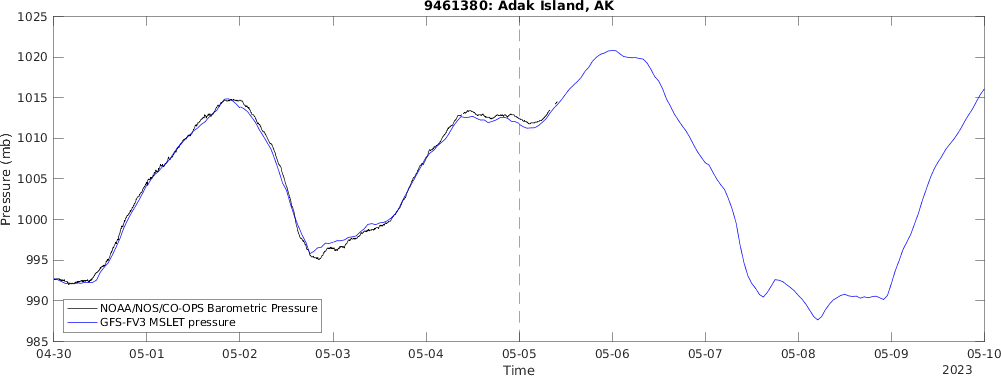 9461380: Adak Island, AK
1025
1020
1015
1010
1005
1000
995
990
985
Pressure (mb)
NOAA/NOS/CO-OPS Barometric Pressure
GFS-FV3 MSLET pressure
04-30 05-01 05-02 05-03 05-04 05-05 05-06 05-07 05-08 05-09 05-10
Time
2023